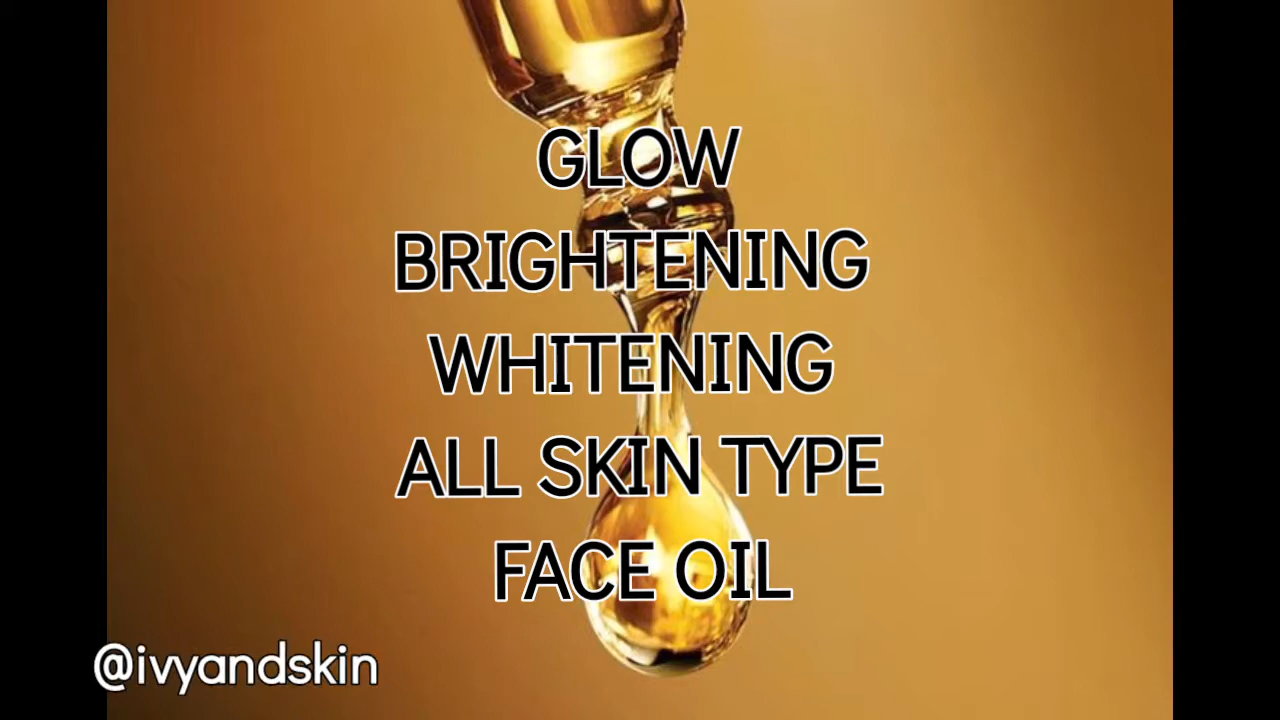 GLOW
BRIGHTENING
WHITENING
ALL SKIN TYPE
FACE OIL
@ivyandskin